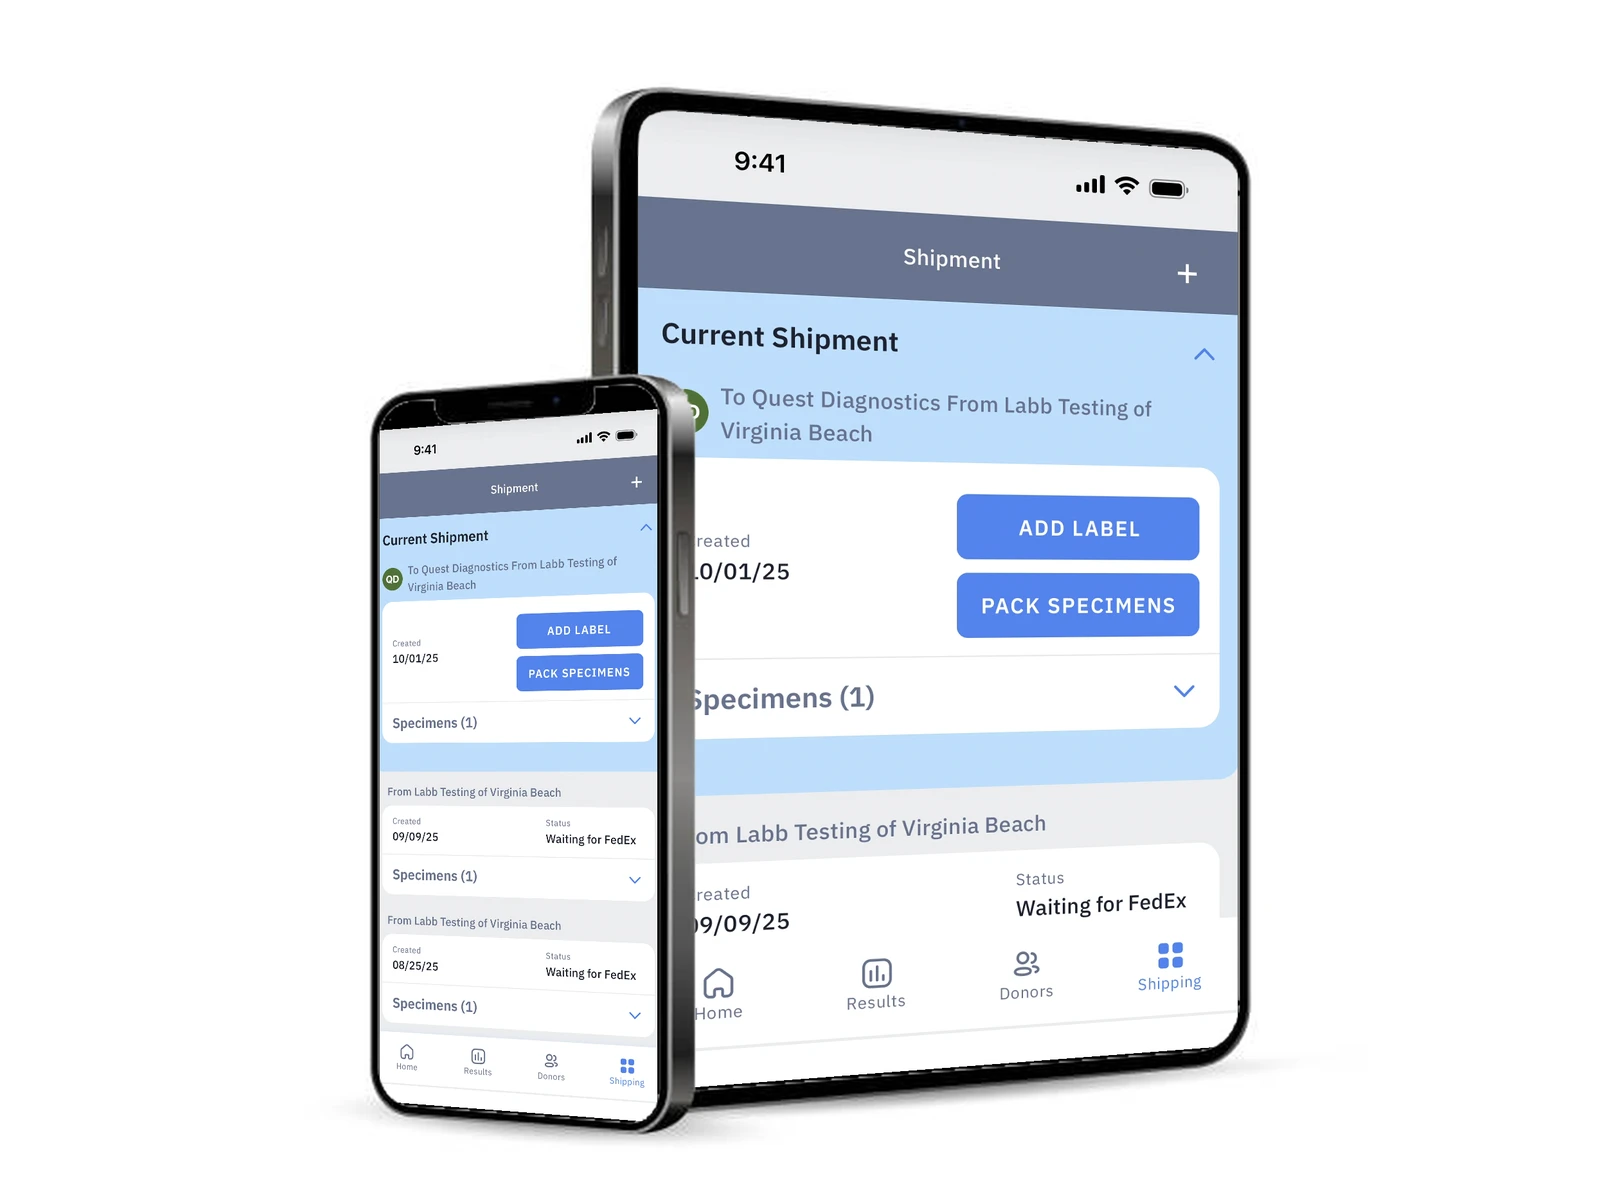 9:41
Shipment
+
Current Shipment
To Quest Diagnostics From Labb Testing of
Virginia Beach
reated
10/01/25
ADD LABEL
PACK SPECIMENS
Specimens (1)
om Labb Testing of Virginia Beach
reated
09/09/25
Status
Waiting for FedEx
Home
Results
Donors
Shipping
9:41
Shipment
+
Current Shipment
QD
To Quest Diagnostics From Labb Testing of
Virginia Beach
Created
10/01/25
ADD LABEL
PACK SPECIMENS
Specimens (1)
From Labb Testing of Virginia Beach
Created
09/09/25
Status
Waiting for FedEx
Specimens (1)
From Labb Testing of Virginia Beach
Created
08/25/25
Status
Waiting for FedEx
Specimens (1)
Home
Results
Donors
Shipping